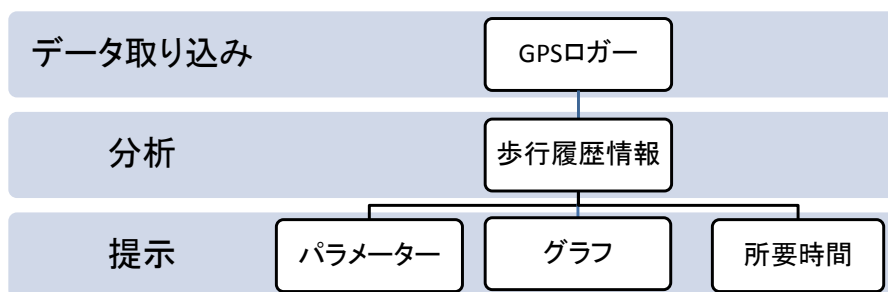 データ取り込み
GPSロガー
分析
歩行履歴情報
提示
パラメーター
グラフ
所要時間